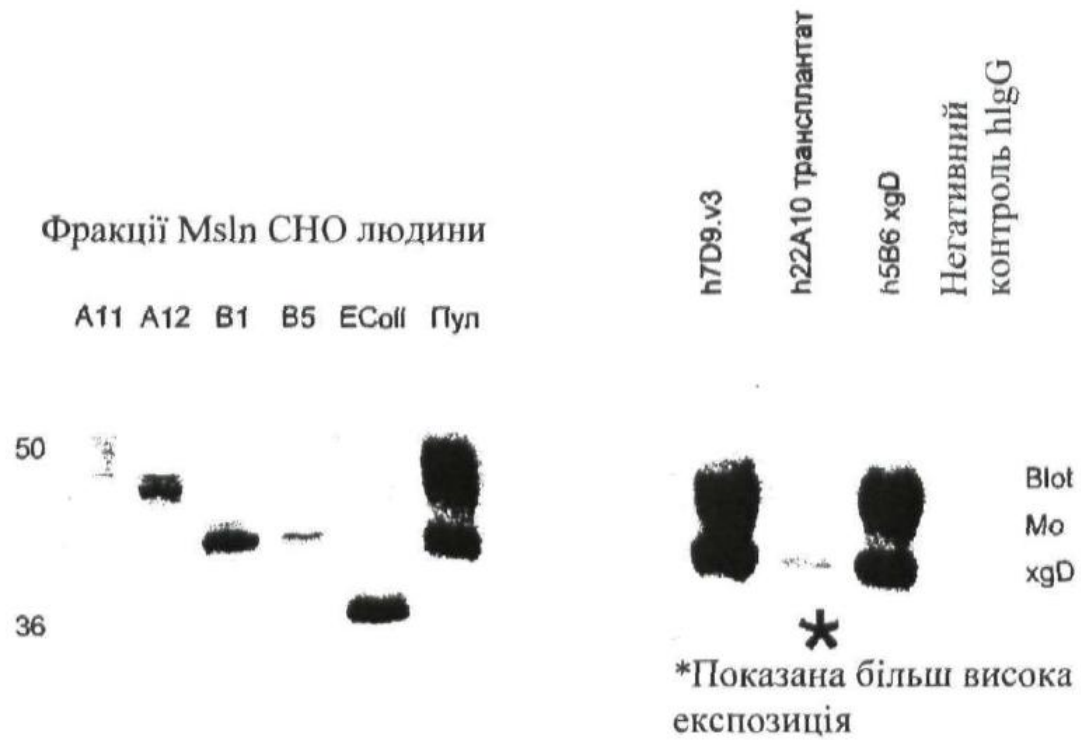 Фракції Msln CHO людини
A11 A12 B1 B5 EColi Пул
50
36
h7D9.v3
h22A10 трансплантат
h5B6 xgD
Негативний
контроль hIgG
Blot
Mo
xgD
*
*Показана більш висока
експозиція